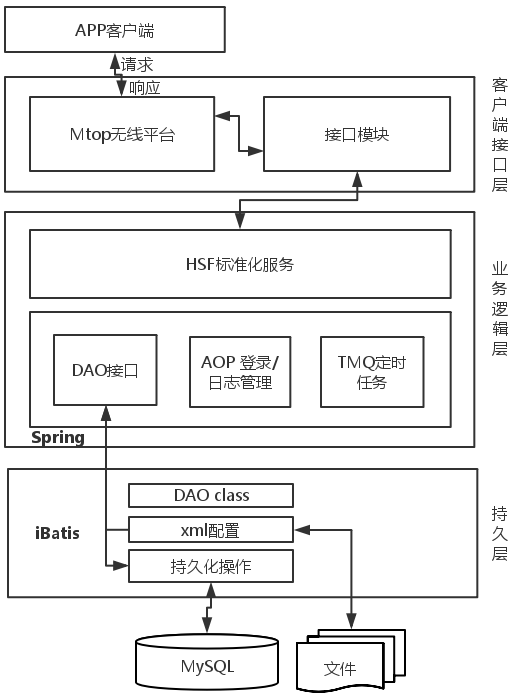 APP客户端
请求
响应
Mtop无线平台
接口模块
客
户
端
接
口
层
HSF标准化服务
业
务
逻
辑
层
DAO接口
AOP 登录/
日志管理
TMQ定时
任务
Spring
DAO class
iBatis
xml配置
持久化操作
持
久
层
MySQL
文件